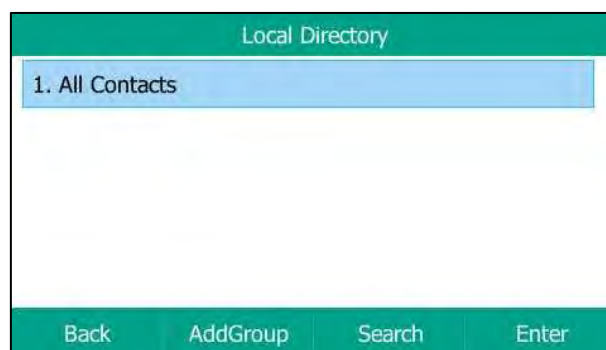 Local Directory
1. All Contacts
Back AddGroup Search Enter